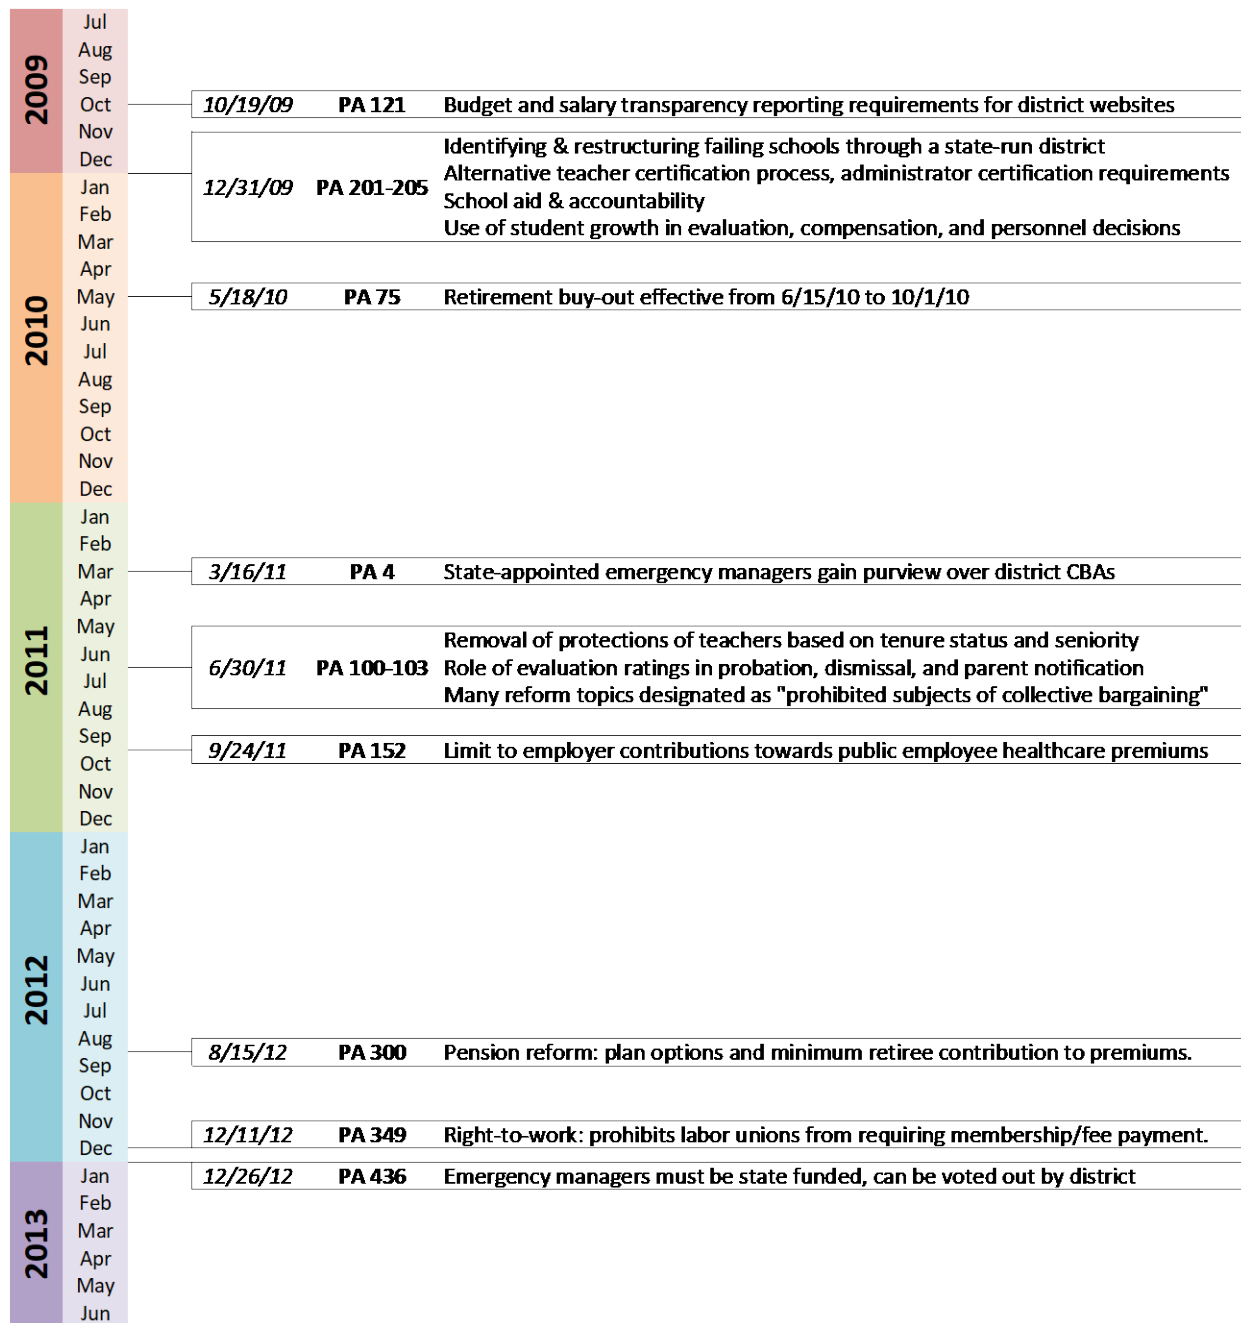 2009
Jul
Aug
Sep
Oct
Nov
Dec
10/19/09 PA 121 Budget and salary transparency reporting requirements for district websites
12/31/09 PA 201-205 Identifying & restructuring failing schools through a state-run district
Alternative teacher certification process, administrator certification requirements
School aid & accountability
Use of student growth in evaluation, compensation, and personnel decisions
2010
Jan
Feb
Mar
Apr
May
Jun
Jul
Aug
Sep
Oct
Nov
Dec
5/18/10 PA 75 Retirement buy-out effective from 6/15/10 to 10/1/10
2011
Jan
Feb
Mar
Apr
May
Jun
Jul
Aug
Sep
Oct
Nov
Dec
3/16/11 PA 4 State-appointed emergency managers gain purview over district CBAs
6/30/11 PA 100-103 Removal of protections of teachers based on tenure status and seniority
Role of evaluation ratings in probation, dismissal, and parent notification
Many reform topics designated as "prohibited subjects of collective bargaining"
9/24/11 PA 152 Limit to employer contributions towards public employee healthcare premiums
2012
Jan
Feb
Mar
Apr
May
Jun
Jul
Aug
Sep
Oct
Nov
Dec
8/15/12 PA 300 Pension reform: plan options and minimum retiree contribution to premiums.
12/11/12 PA 349 Right-to-work: prohibits labor unions from requiring membership/fee payment.
2013
Jan
Feb
Mar
Apr
May
Jun
12/26/12 PA 436 Emergency managers must be state funded, can be voted out by district